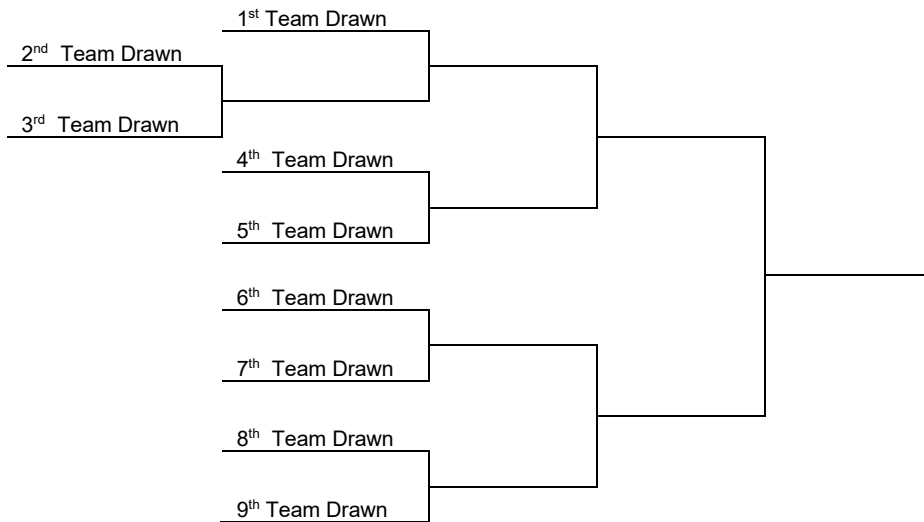 1st Team Drawn
2nd Team Drawn
3rd Team Drawn
4th Team Drawn
5th Team Drawn
6th Team Drawn
7th Team Drawn
8th Team Drawn
9th Team Drawn